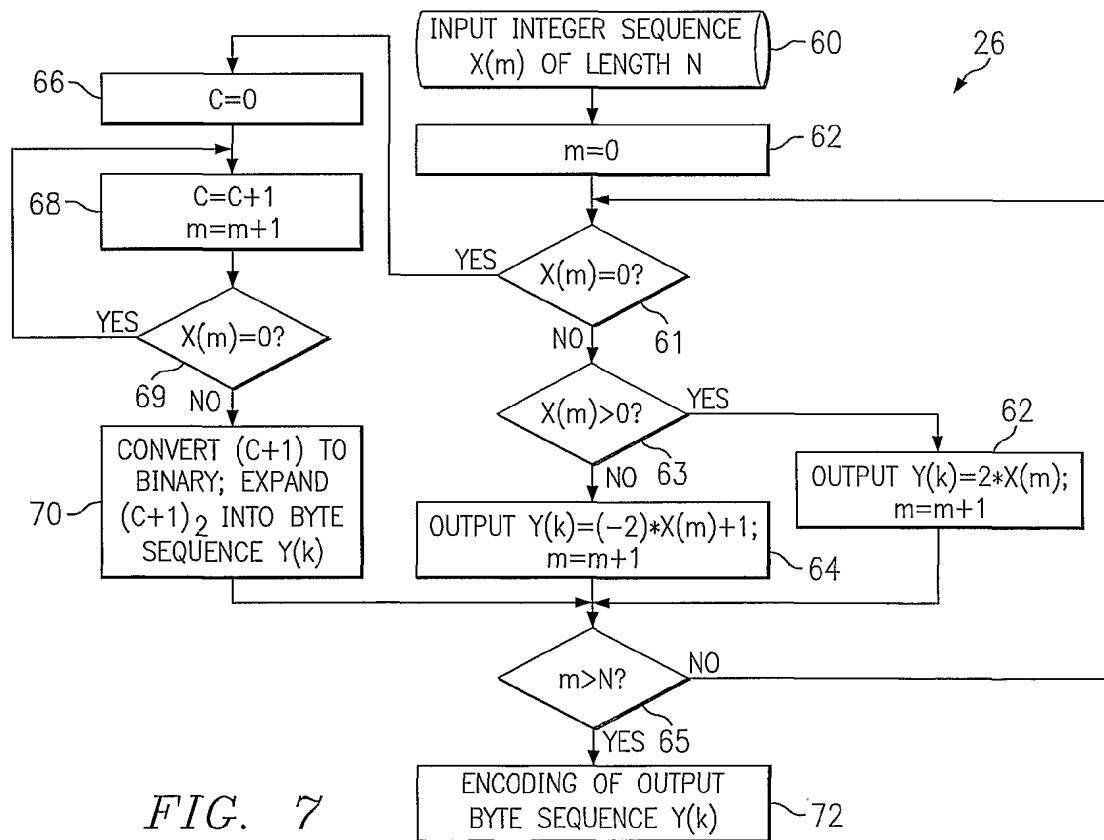 INPUT INTEGER SEQUENCE
X(m) OF LENGTH N
60
26
66
C=0
m=0
62
68
C=C+1
m=m+1
YES
X(m)=0?
61
NO
YES
X(m)=0?
69
NO
X(m)>0?
YES
63
NO
62
OUTPUT Y(k)=2*X(m);
m=m+1
70
CONVERT (C+1) TO
BINARY; EXPAND
(C+1)₂ INTO BYTE
SEQUENCE Y(k)
OUTPUT Y(k)=(-2)*X(m)+1;
m=m+1
64
m>N?
NO
65
YES
ENCODING OF OUTPUT
BYTE SEQUENCE Y(k)
72
FIG. 7